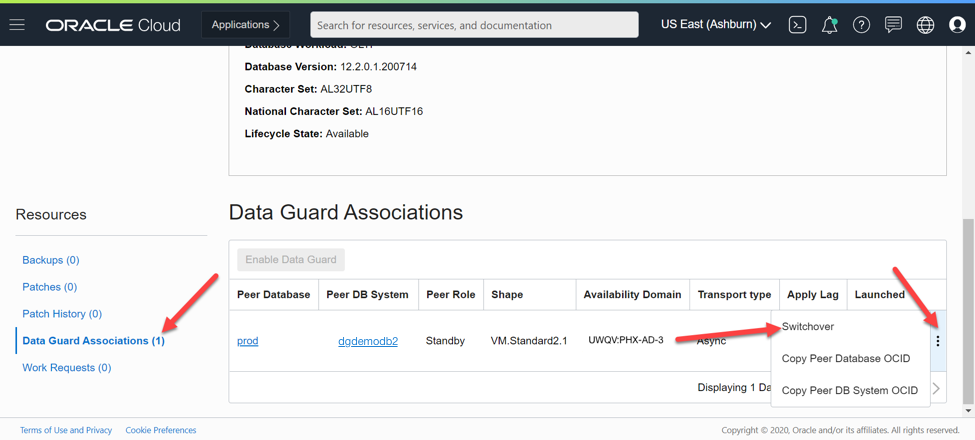 ORACLE Cloud
Applications
Search for resources, services, and documentation
US East (Ashburn)
Database Workload: OLTP
Database Version: 12.2.0.1.200714
Character Set: AL32UTF8
National Character Set: AL16UTF16
Lifecycle State: Available
Resources
Backups (0)
Patches (0)
Patch History (0)
Data Guard Associations (1)
Work Requests (0)
Data Guard Associations
Enable Data Guard
Peer Database Peer DB System Peer Role Shape Availability Domain Transport type Apply Lag Launched
prod dgdemodb2 Standby VM.Standard2.1 UWQV:PHX-AD-3 Async
Switchover
Copy Peer Database OCID
Copy Peer DB System OCID
Displaying 1 Da
Terms of Use and Privacy Cookie Preferences
Copyright © 2020, Oracle and/or its affiliates. All rights reserved.